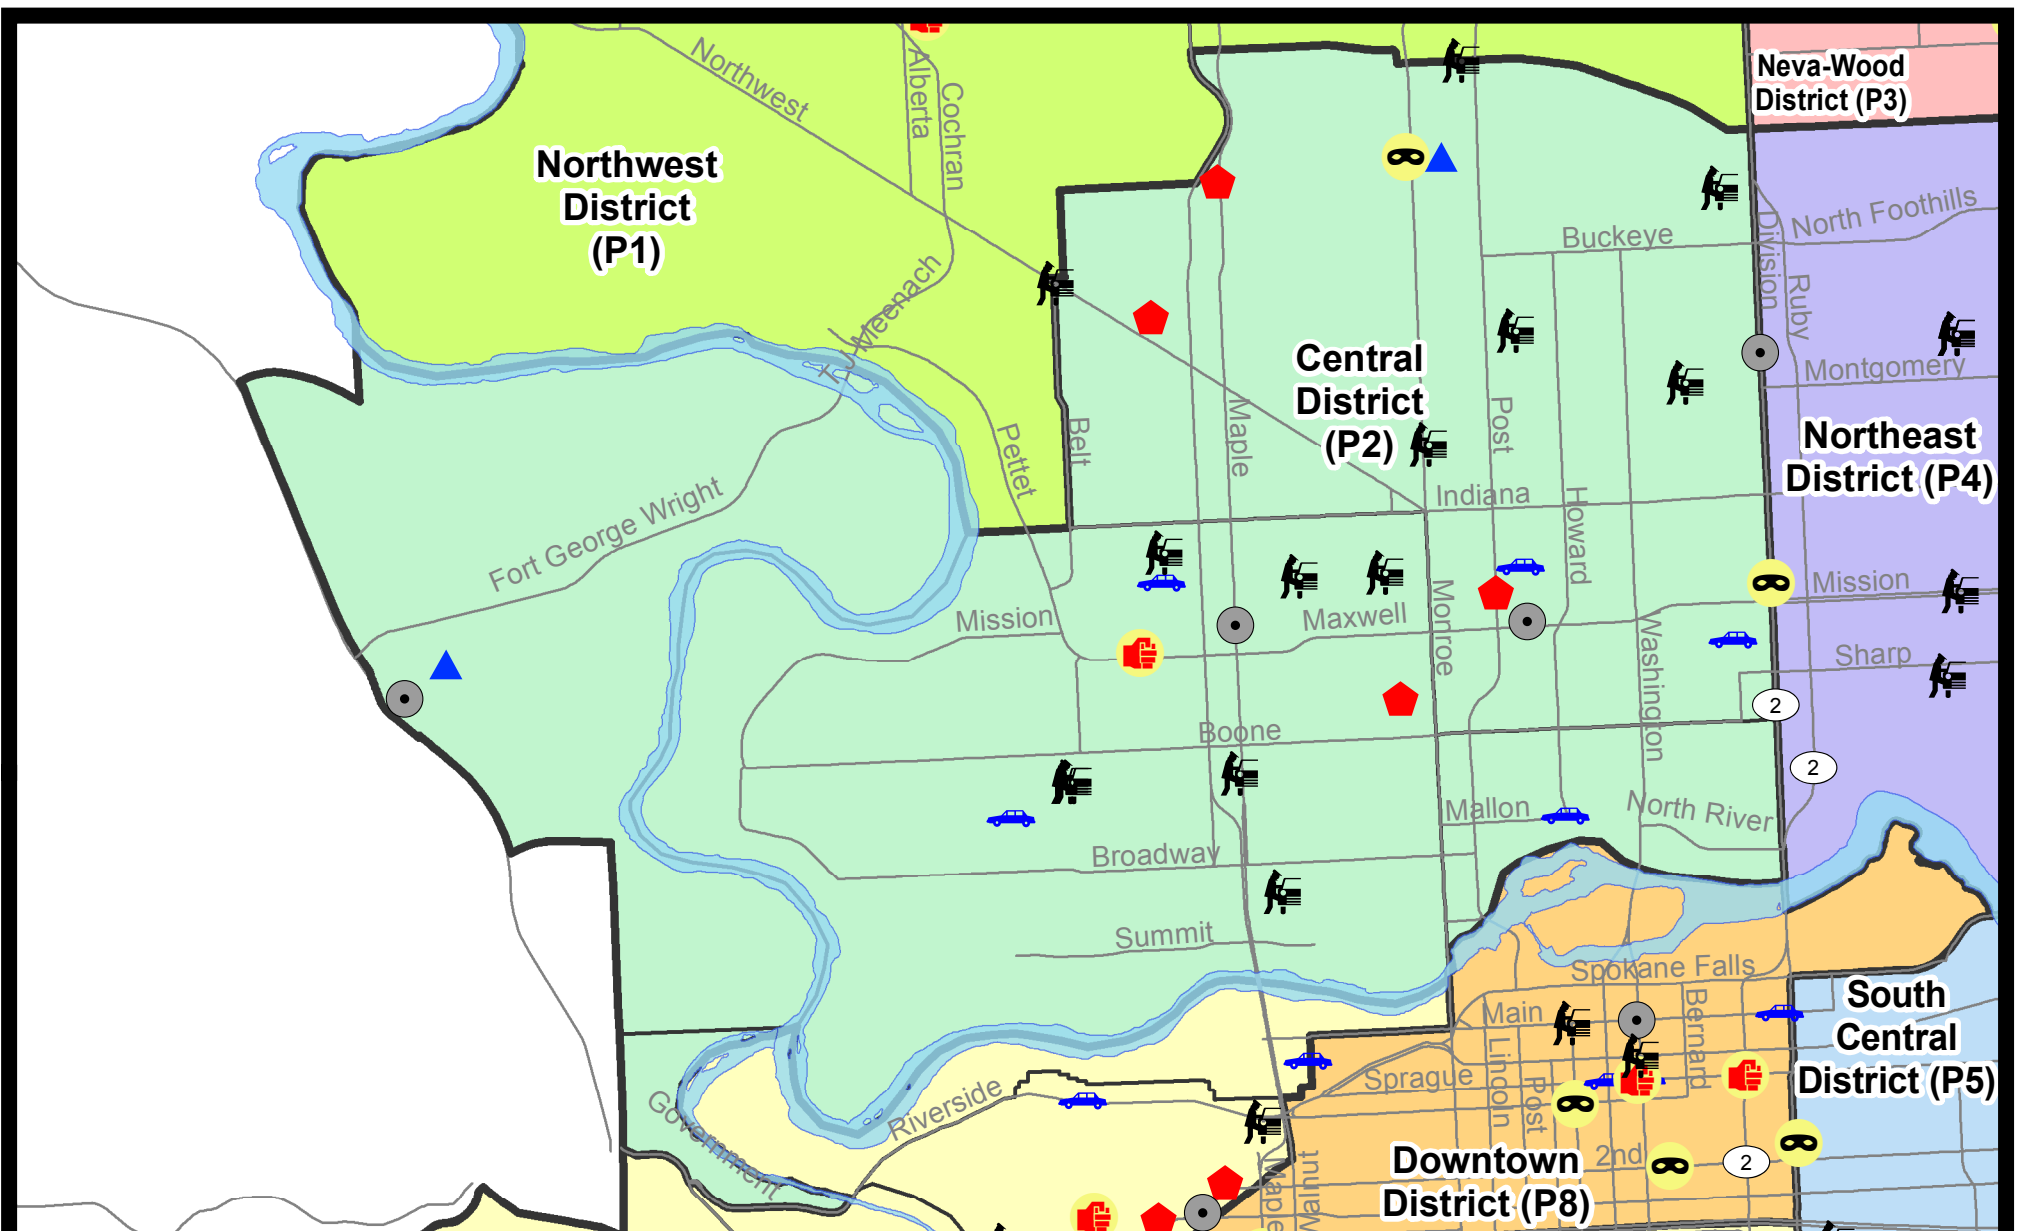 Northwest
Alberta
Cochran
Neva-Wood
District (P3)
Northwest
District
(P1)
North Foothills
Buckeye
Division
Ruby
T J Meenach
Central
District
(P2)
Montgomery
Maple
Post
Belt
Pettet
Northeast
District (P4)
Indiana
Howard
Fort George Wright
Mission
Mission
Maxwell
Monroe
Washington
Sharp
2
Boone
2
Mallon
North River
Broadway
Summit
Spokane Falls
Main
Bernard
South
Central
District (P5)
Lincoln
Sprague
Post
Riverside
Government
Downtown
District (P8)
2nd
2
Maple
Walnut